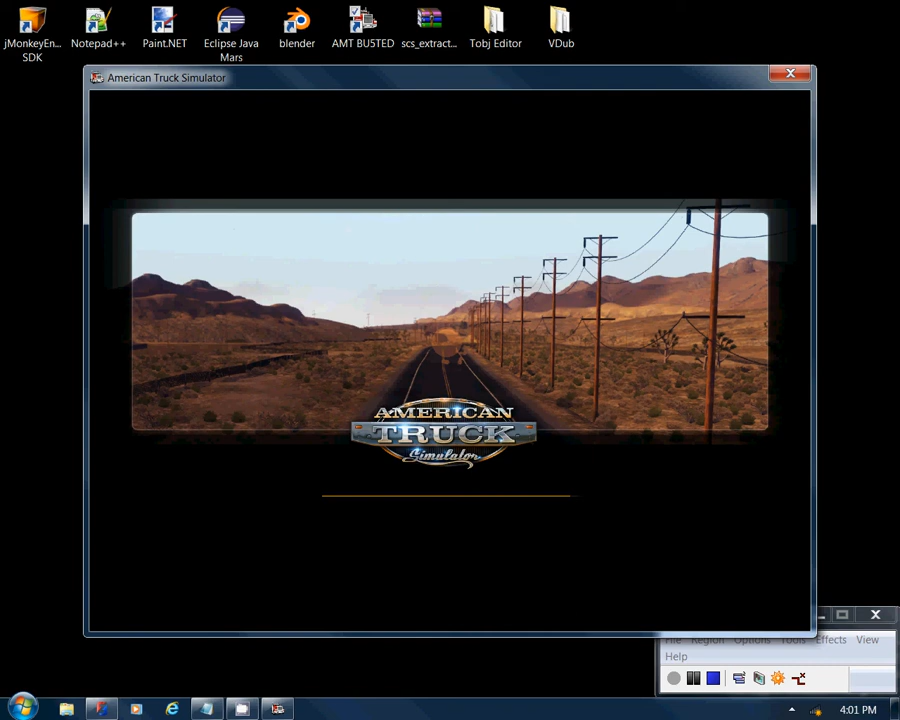 jMonkeyEn... Notepad++ Paint.NET Eclipse Java blender AMT BU5TED scs_extract... Tobj Editor VDub
SDK Mars
American Truck Simulator
AMERICAN
TRUCK
Simulator
File Region Options Tools Effects View
Help
4:01 PM